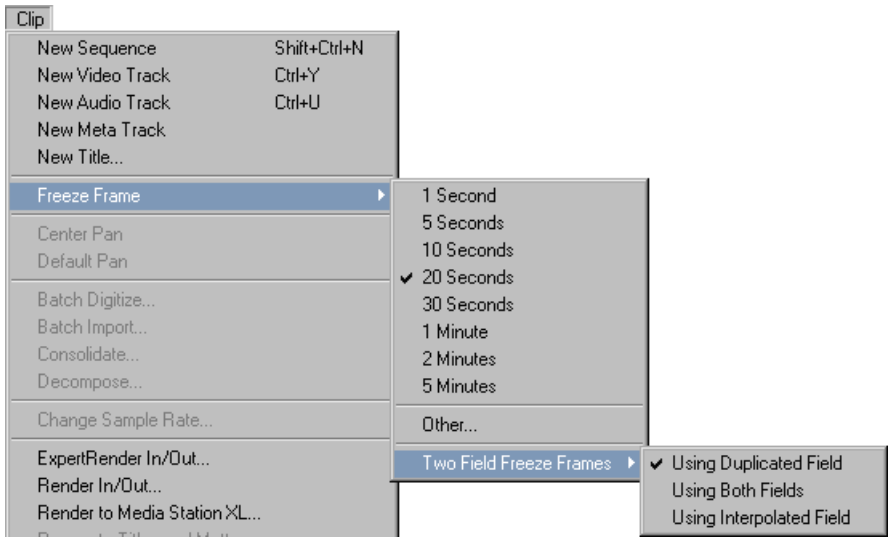 Clip
New Sequence Shift+Ctrl+N
New Video Track Ctrl+Y
New Audio Track Ctrl+U
New Meta Track
New Title...
Freeze Frame
Center Pan
Default Pan
Batch Digitize...
Batch Import...
Consolidate...
Decompose...
Change Sample Rate...
ExpertRender In/Out...
Render In/Out...
Render to Media Station XL...
1 Second
5 Seconds
10 Seconds
20 Seconds
30 Seconds
1 Minute
2 Minutes
5 Minutes
Other...
Two Field Freeze Frames
Using Duplicated Field
Using Both Fields
Using Interpolated Field